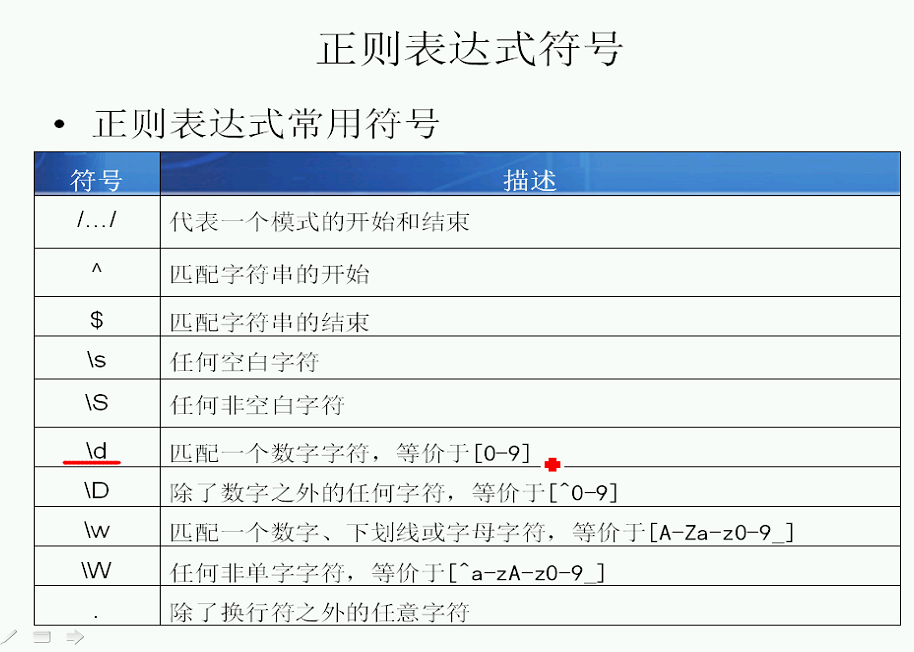 正则表达式符号
• 正则表达式常用符号
符号 描述
/…/ 代表一个模式的开始和结束
^ 匹配字符串的开始
$ 匹配字符串的结束
\s 任何空白字符
\S 任何非空白字符
\d 匹配一个数字字符，等价于[0-9]
\D 除了数字之外的任何字符，等价于[^0-9]
\w 匹配一个数字、下划线或字母字符，等价于[A-Za-z0-9_]
\W 任何非单字字符，等价于[^a-zA-z0-9_]
. 除了换行符之外的任意字符